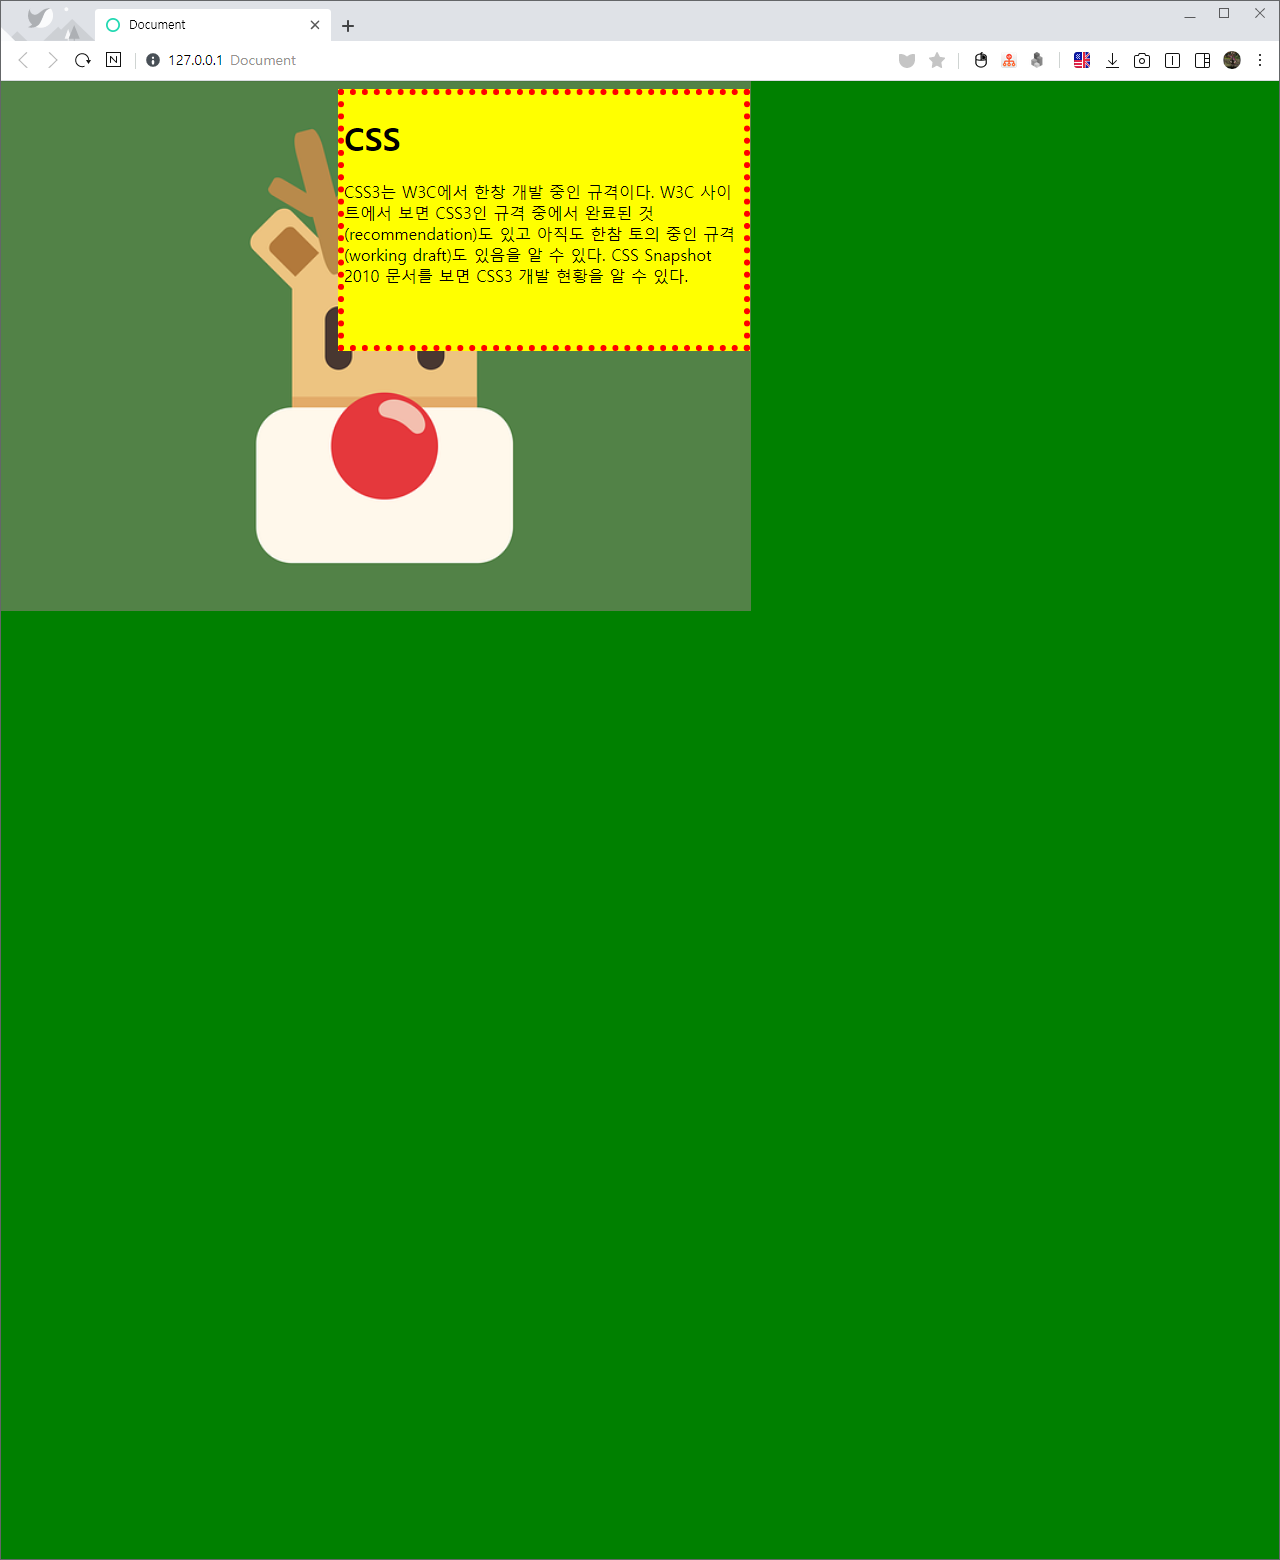 Document
N
127.0.0.1 Document
CSS
CSS3는 W3C에서 한창 개발 중인 규격이다. W3C 사이
트에서 보면 CSS3인 규격 중에서 완료된 것
(recommendation)도 있고 아직도 한참 토의 중인 규격
(working draft)도 있음을 알 수 있다. CSS Snapshot
2010 문서를 보면 CSS3 개발 현황을 알 수 있다.